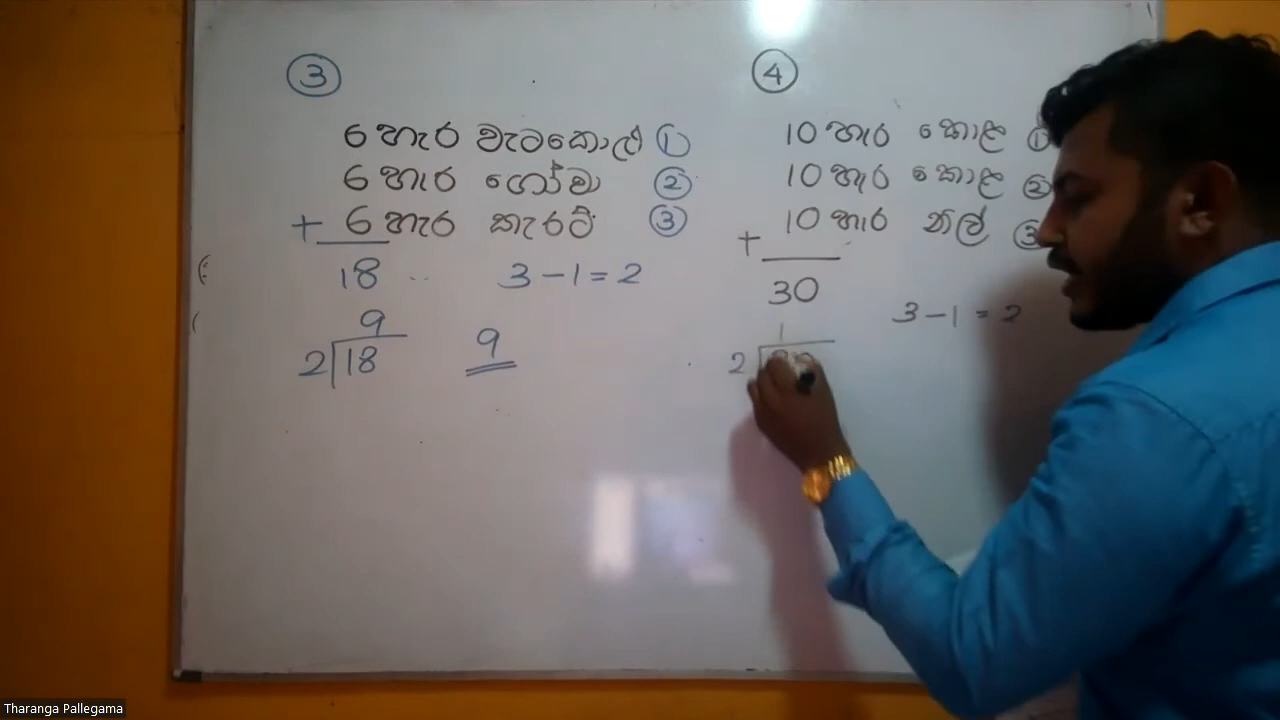 ③
6 හැර වැටකොළු ①
6 හැර ගෝවා ②
+ 6 හැර කැරට් ③
18
3 - 1 = 2
9
2 18
9
④
10 හැර කොළ ①
10 හැර කොළ ②
+ 10 හැර නිල් ③
30
3 - 1 = 2
1
2
Tharanga Pallegama